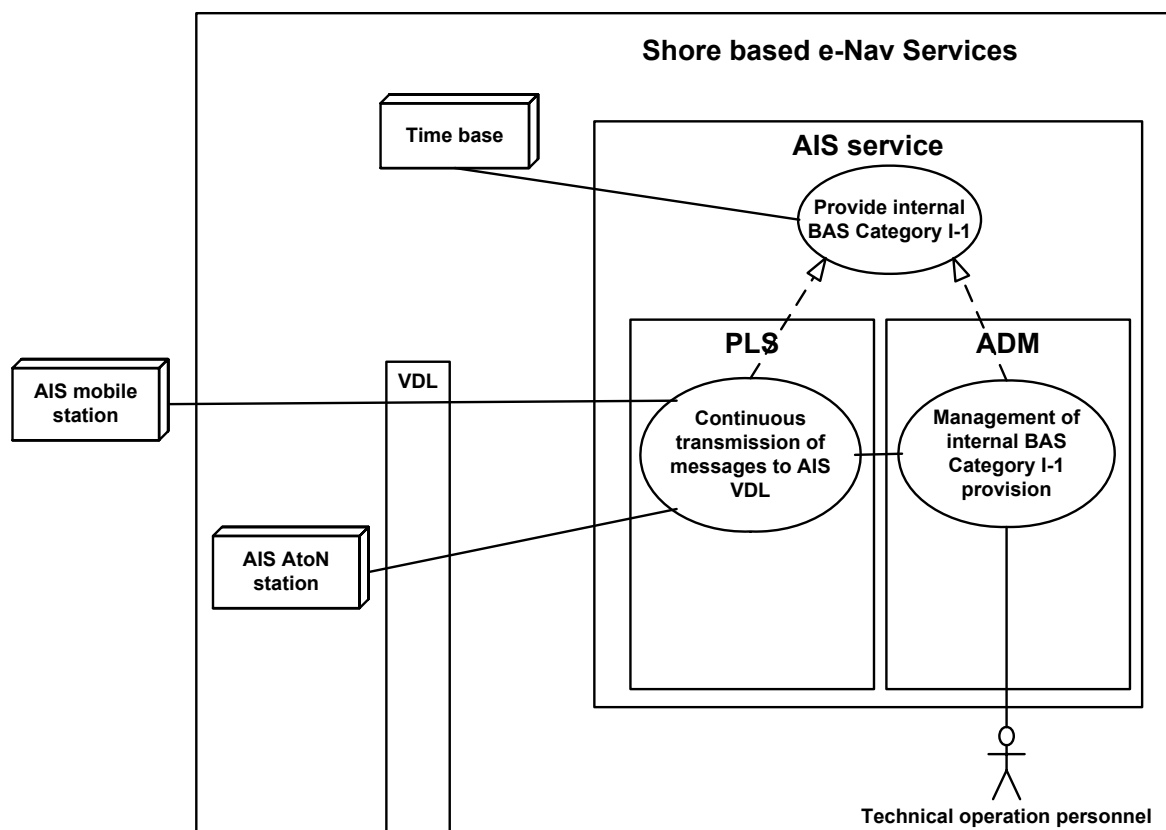 Shore based e-Nav Services
Time base
AIS service
Provide internal
BAS Category I-1
PLS
ADM
VDL
AIS mobile
station
Continuous
transmission of
messages to AIS
VDL
Management of
internal BAS
Category I-1
provision
AIS AtoN
station
Technical operation personnel